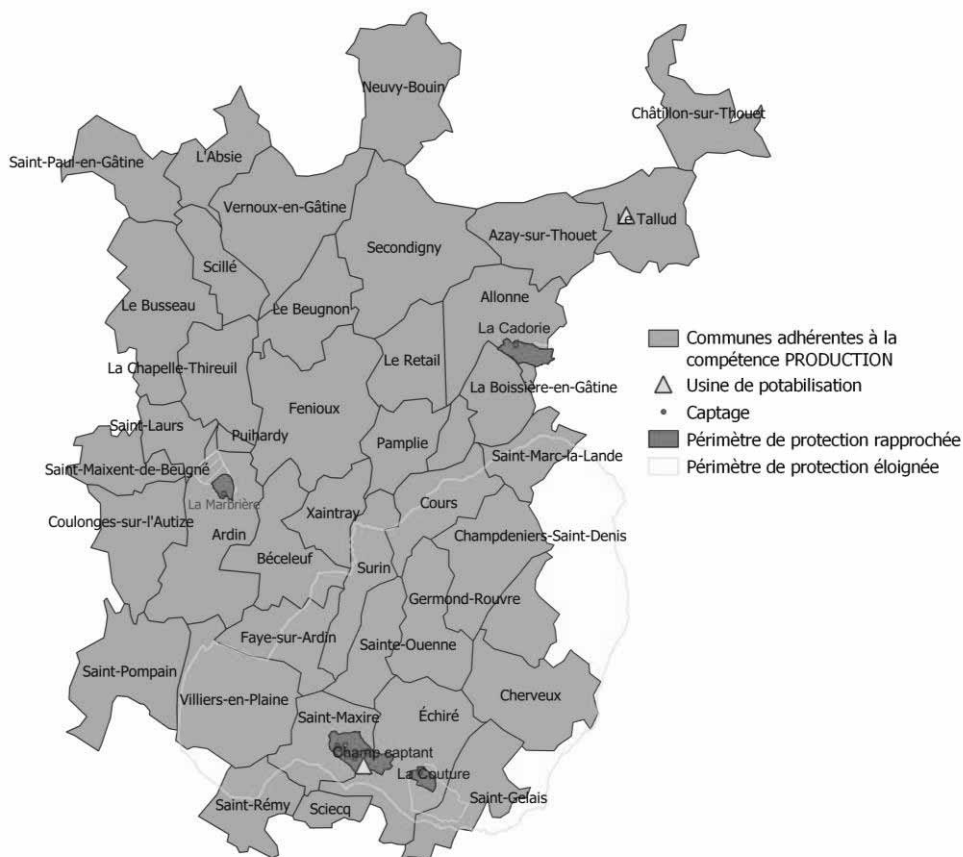 Neuvy-Bouin
Châtillon-sur-Thouet
L'Absie
Saint-Paul-en-Gâtine
Vernoux-en-Gâtine
Le Tallud
Azay-sur-Thouet
Secondigny
Scillé
Allonne
Le Busseau
Le Beugnon
La Cadorie
Le Retail
La Chapelle-Thireuil
La Boissière-en-Gâtine
Fenioux
Saint-Laurs
Puihardy
Pamplie
Saint-Marc-la-Lande
Saint-Maixent-de-Beugné
La Marbrière
Cours
Xaintray
Coulonges-sur-l'Autize
Ardin
Champdeniers-Saint-Denis
Béceleuf
Surin
Germond-Rouvre
Faye-sur-Ardin
Sainte-Ouenne
Saint-Pompain
Cherveux
Villiers-en-Plaine
Saint-Maxire
Échiré
Champ captant
La Couture
Saint-Gelais
Saint-Rémy
Sciecq
Communes adhérentes à la
compétence PRODUCTION
Usine de potabilisation
Captage
Périmètre de protection rapprochée
Périmètre de protection éloignée